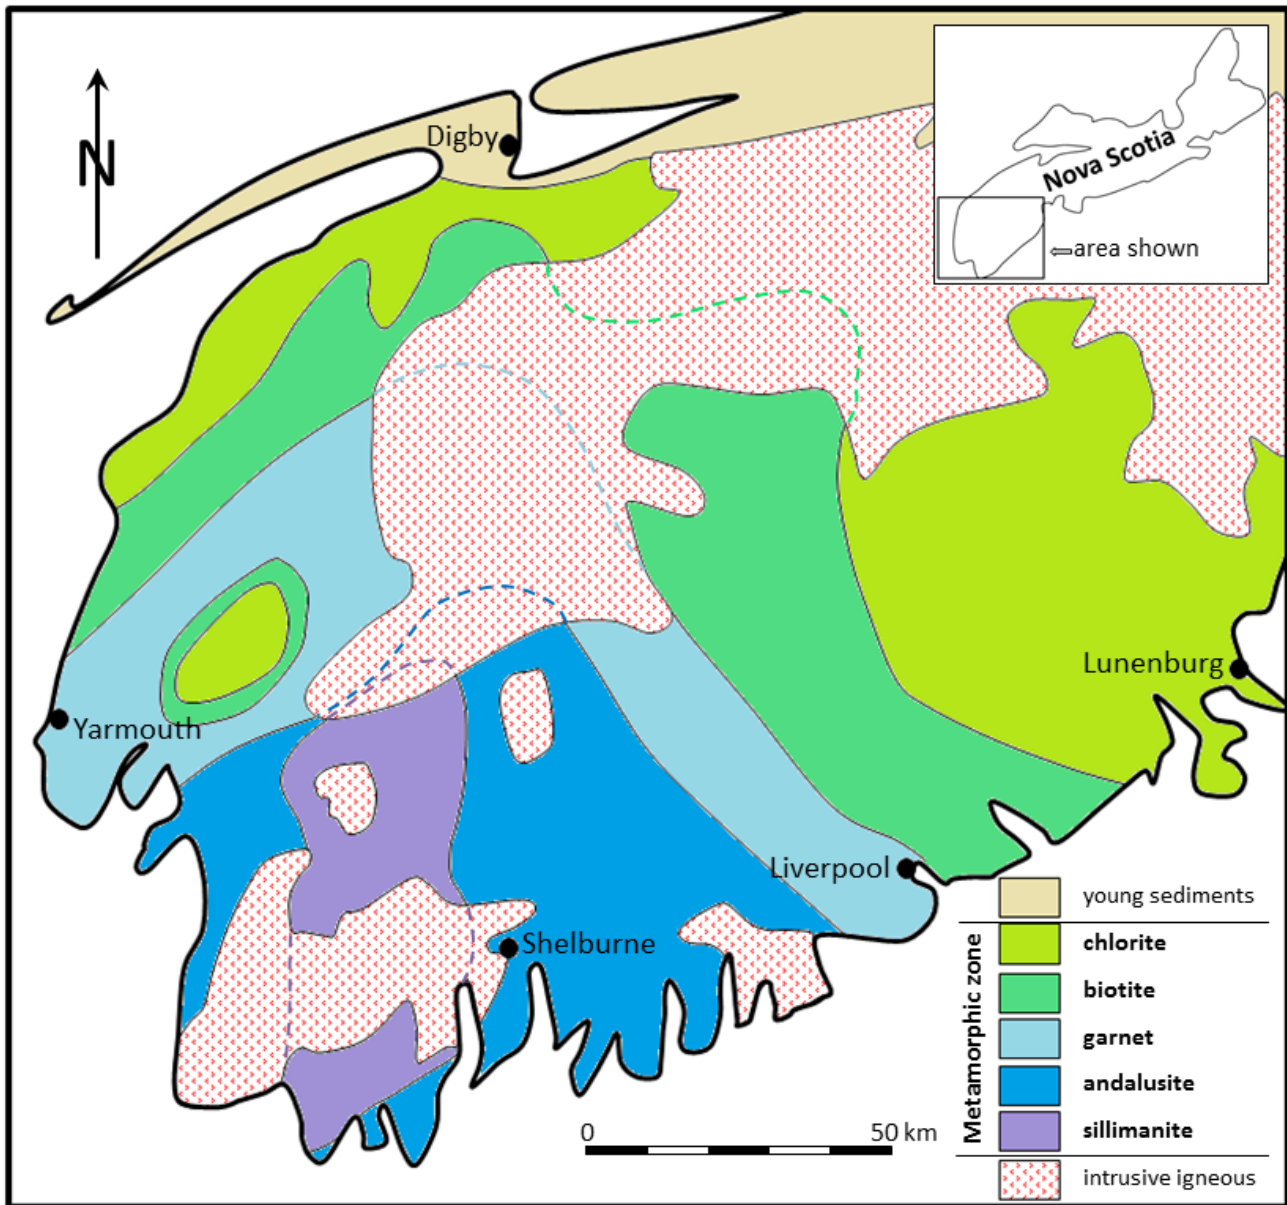 N
Digby
Nova Scotia
⇦area shown
Lunenburg
Yarmouth
Liverpool
Shelburne
0 50 km
young sediments
Metamorphic zone
chlorite
biotite
garnet
andalusite
sillimanite
intrusive igneous